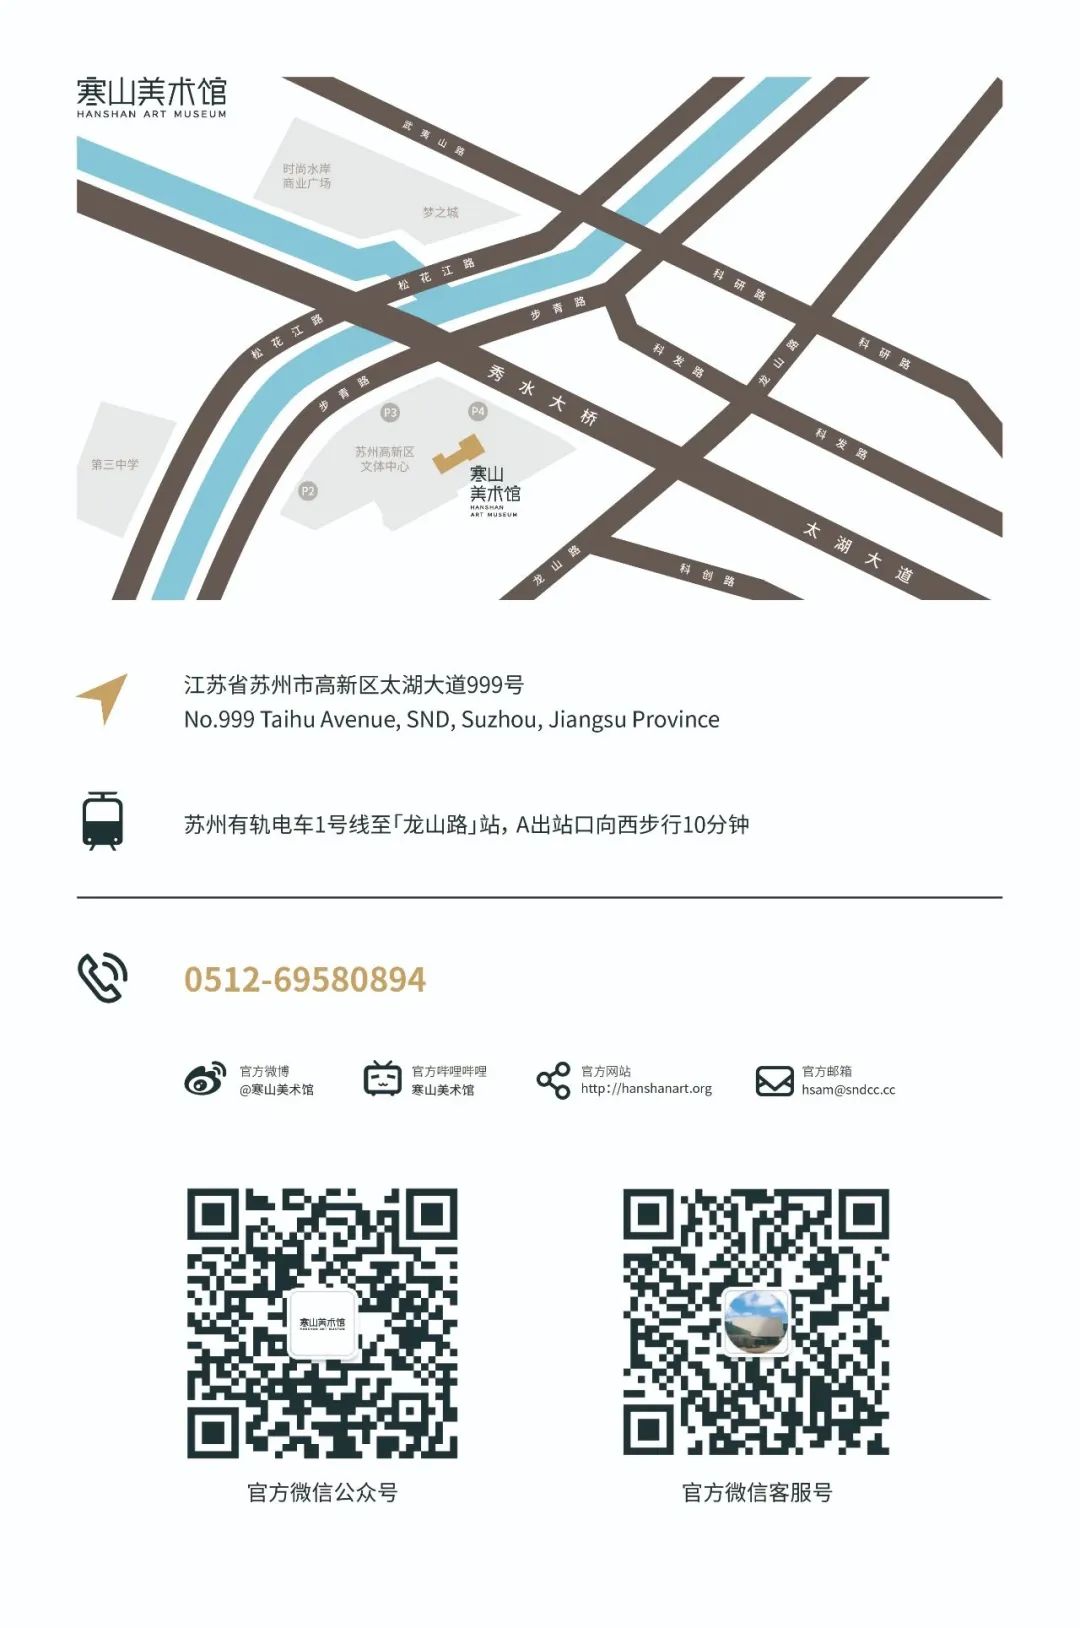 寒山美术馆
HANSHAN ART MUSEUM
武夷山路
时尚水岸
商业广场
梦之城
松花江路
科研路
松花江路
步青路
科研路
龙山路
科发路
步青路
秀水大桥
P3
P4
科发路
苏州高新区
文体中心
第三中学
寒山
美术馆
HANSHAN
ART MUSEUM
P2
太湖大道
龙山路
科创路
江苏省苏州市高新区太湖大道999号
No.999 Taihu Avenue, SND, Suzhou, Jiangsu Province
苏州有轨电车1号线至「龙山路」站，A出站口向西步行10分钟
0512-69580894
官方微博
@寒山美术馆
官方哔哩哔哩
寒山美术馆
官方网站
http://hanshanart.org
官方邮箱
hsam@sndcc.cc
寒山美术馆
HANSHAN ART MUSEUM
官方微信公众号
官方微信客服号